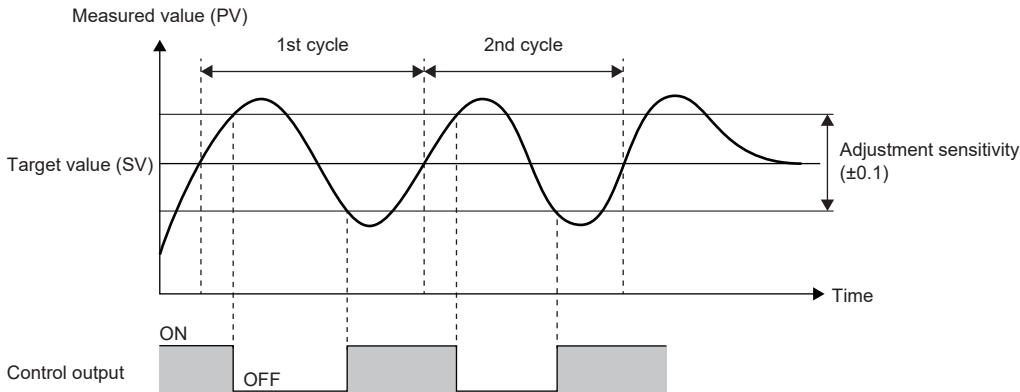 Measured value (PV)
1st cycle
2nd cycle
Target value (SV)
Adjustment sensitivity
(±0.1)
Time
ON
Control output
OFF